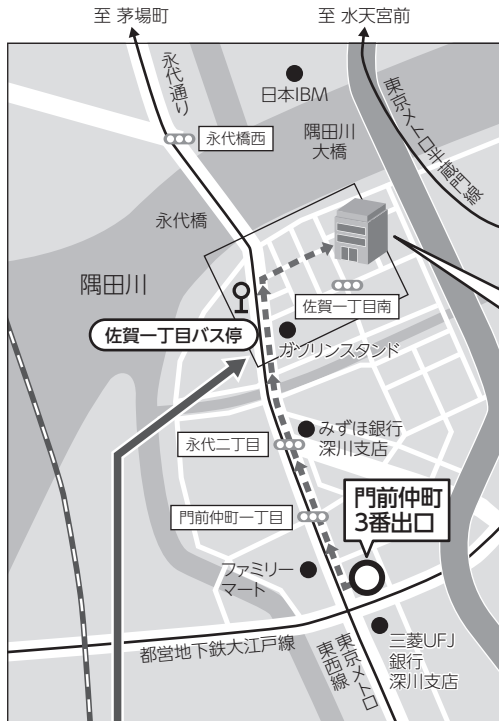 至 茅場町
至 水天宮前
永代通り
日本IBM
東京メトロ半蔵門線
隅田川
大橋
永代橋西
永代橋
隅田川
佐賀一丁目南
佐賀一丁目バス停
ガソリンスタンド
みずほ銀行
深川支店
永代二丁目
門前仲町
3番出口
門前仲町一丁目
ファミリー
マート
都営地下鉄大江戸線
東京メトロ
東西線
三菱UFJ
銀行
深川支店